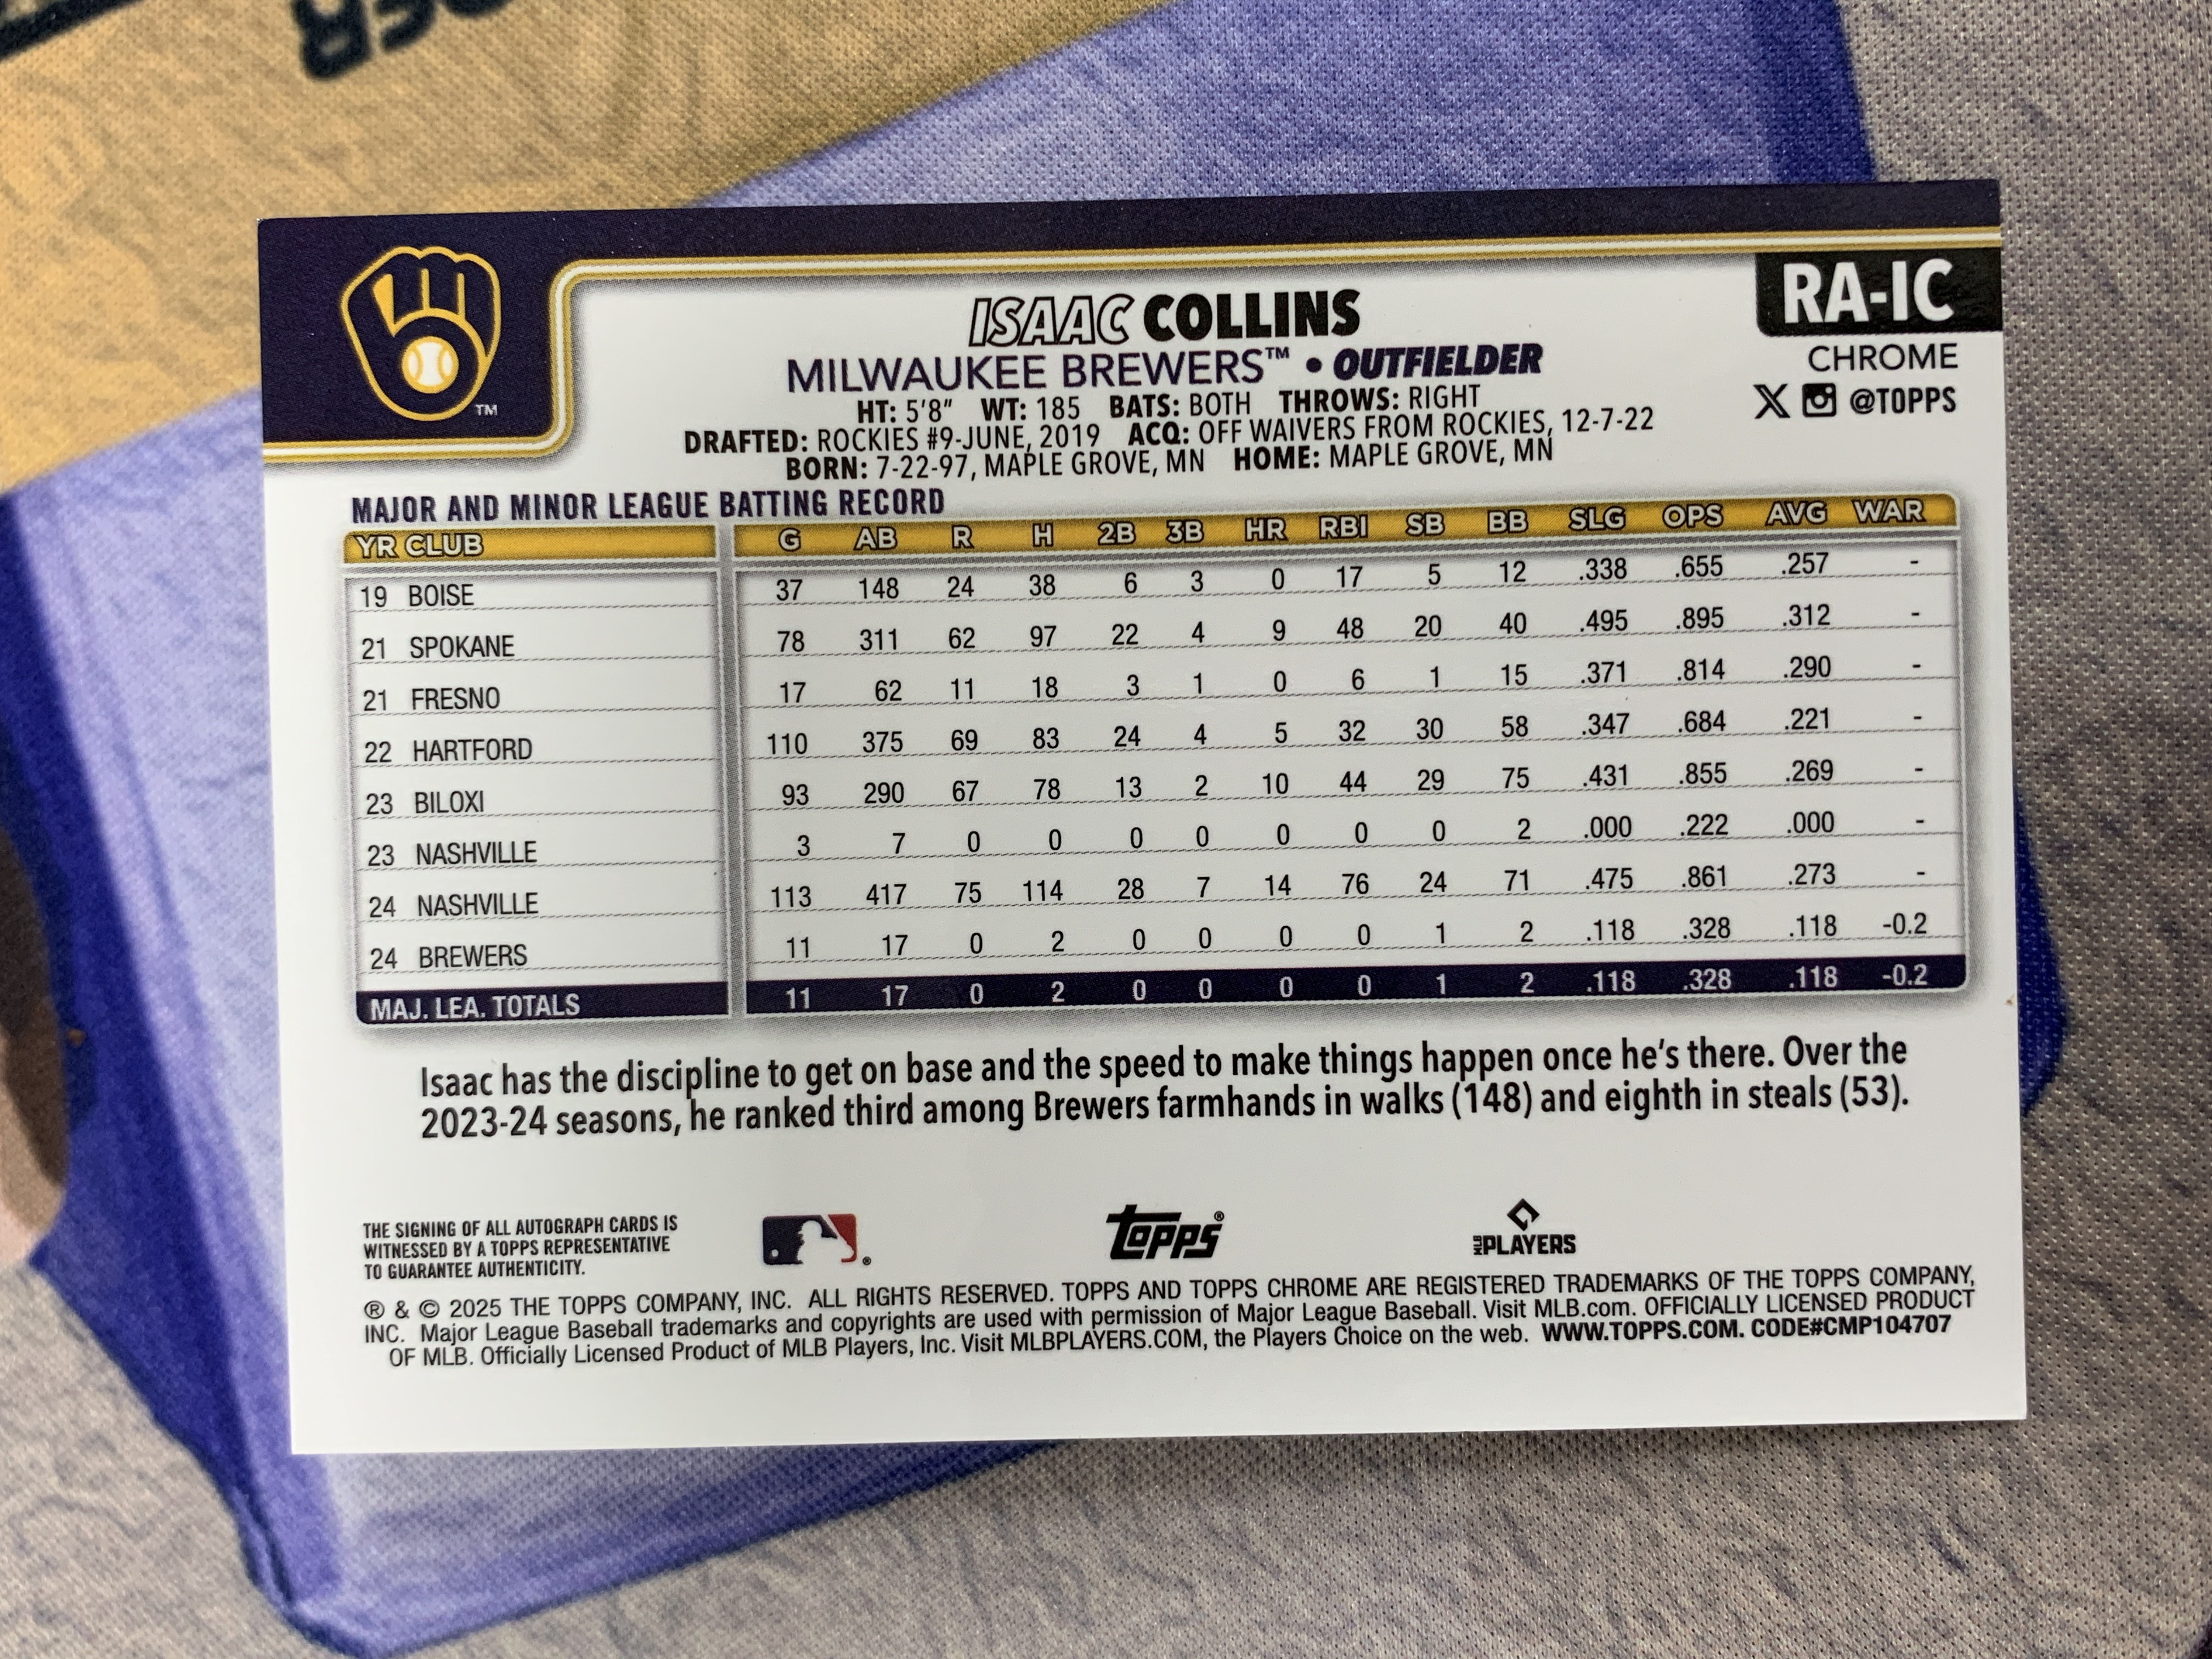 ISAAC COLLINS
RA-IC
MILWAUKEE BREWERS™ • OUTFIELDER
CHROME
HT: 5'8" WT: 185 BATS: BOTH THROWS: RIGHT
@TOPPS
DRAFTED: ROCKIES #9-JUNE, 2019 ACQ: OFF WAIVERS FROM ROCKIES, 12-7-22
BORN: 7-22-97, MAPLE GROVE, MN HOME: MAPLE GROVE, MN
TM
MAJOR AND MINOR LEAGUE BATTING RECORD
YR CLUB G AB R H 2B 3B HR RBI SB BB SLG OPS AVG WAR
19 BOISE 37 148 24 38 6 3 0 17 5 12 .338 .655 .257 -
21 SPOKANE 78 311 62 97 22 4 9 48 20 40 .495 .895 .312 -
21 FRESNO 17 62 11 18 3 1 0 6 1 15 .371 .814 .290 -
22 HARTFORD 110 375 69 83 24 4 5 32 30 58 .347 .684 .221 -
23 BILOXI 93 290 67 78 13 2 10 44 29 75 .431 .855 .269 -
23 NASHVILLE 3 7 0 0 0 0 0 0 0 2 .000 .222 .000 -
24 NASHVILLE 113 417 75 114 28 7 14 76 24 71 .475 .861 .273 -
24 BREWERS 11 17 0 2 0 0 0 0 1 2 .118 .328 .118 -0.2
MAJ. LEA. TOTALS 11 17 0 2 0 0 0 0 1 2 .118 .328 .118 -0.2
Isaac has the discipline to get on base and the speed to make things happen once he's there. Over the
2023-24 seasons, he ranked third among Brewers farmhands in walks (148) and eighth in steals (53).
THE SIGNING OF ALL AUTOGRAPH CARDS IS
WITNESSED BY A TOPPS REPRESENTATIVE
TO GUARANTEE AUTHENTICITY.
®
Topps®
MLB PLAYERS
® & © 2025 THE TOPPS COMPANY, INC. ALL RIGHTS RESERVED. TOPPS AND TOPPS CHROME ARE REGISTERED TRADEMARKS OF THE TOPPS COMPANY,
INC. Major League Baseball trademarks and copyrights are used with permission of Major League Baseball. Visit MLB.com. OFFICIALLY LICENSED PRODUCT
OF MLB. Officially Licensed Product of MLB Players, Inc. Visit MLBPLAYERS.COM, the Players Choice on the web. WWW.TOPPS.COM. CODE#CMP104707